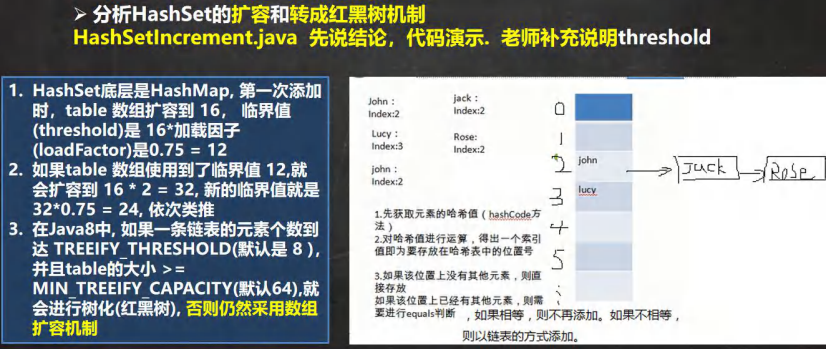 ➢ 分析HashSet的扩容和转成红黑树机制
HashSetIncrement.java 先说结论，代码演示. 老师补充说明threshold
1. HashSet底层是HashMap, 第一次添加
时，table 数组扩容到 16， 临界值
(threshold)是 16*加载因子
(loadFactor)是0.75 = 12
2. 如果table 数组使用到了临界值 12,就
会扩容到 16 * 2 = 32, 新的临界值就是
32*0.75 = 24, 依次类推
3. 在Java8中, 如果一条链表的元素个数到
达 TREEIFY_THRESHOLD(默认是 8 ),
并且table的大小 >=
MIN_TREEIFY_CAPACITY(默认64),就
会进行树化(红黑树), 否则仍然采用数组
扩容机制
John：
Index:2
jack：
Index:2
Lucy：
Index:3
Rose:
Index:2
john：
Index:2
1.先获取元素的哈希值（hashCode方
法）
2.对哈希值进行运算，得出一个索引
值即为要存放在哈希表中的位置号
3.如果该位置上没有其他元素，则直
接存放
如果该位置上已经有其他元素，则需
要进行equals判断 ，如果相等，则不再添加。如果不相等，
则以链表的方式添加。
0
1
2 john Jack Rose
3 lucy
4
5